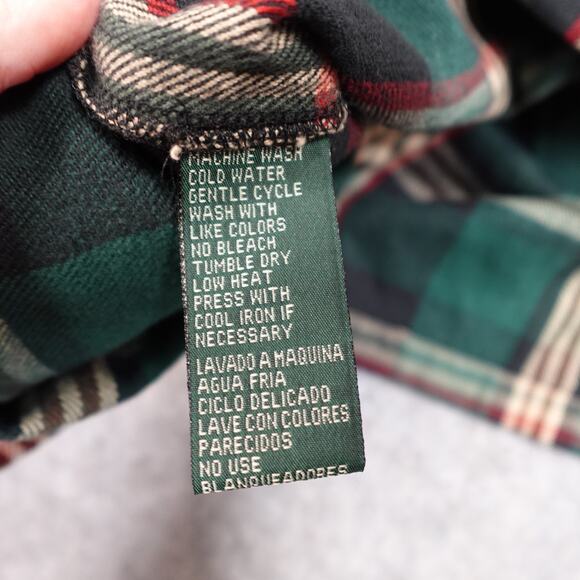 MACHINE WASH
COLD WATER
GENTLE CYCLE
WASH WITH
LIKE COLORS
NO BLEACH
TUMBLE DRY
LOW HEAT
PRESS WITH
COOL IRON IF
NECESSARY
LAVADO A MAQUINA
AGUA FRIA
CICLO DELICADO
LAVE CON COLORES
PARECIDOS
NO USE
BLANQUEADORES